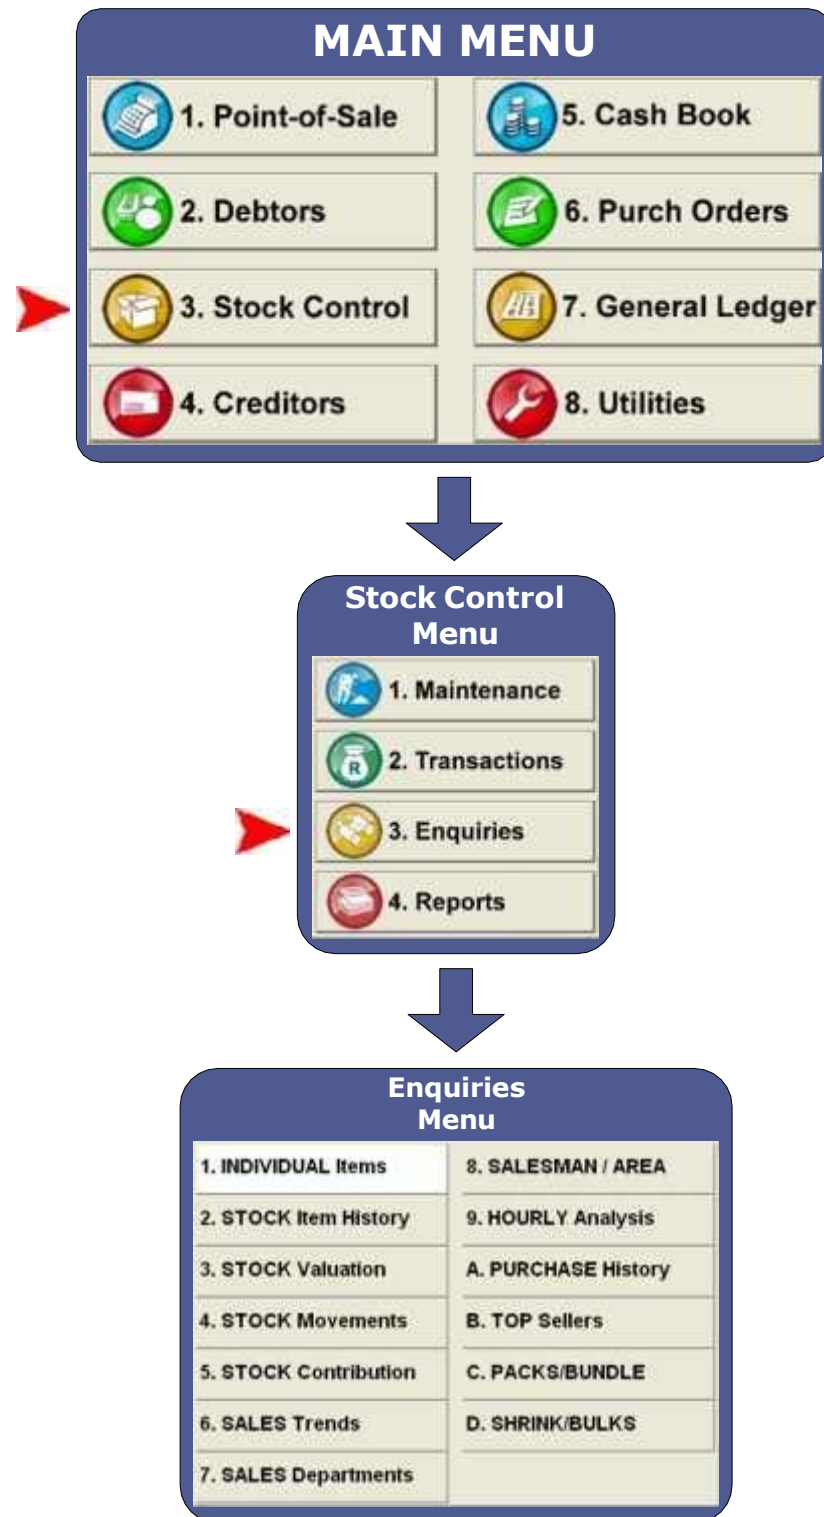 MAIN MENU
1. Point-of-Sale
5. Cash Book
2. Debtors
6. Purch Orders
3. Stock Control
7. General Ledger
4. Creditors
8. Utilities
Stock Control
Menu
1. Maintenance
R
2. Transactions
3. Enquiries
4. Reports
Enquiries
Menu
1. INDIVIDUAL Items
8. SALESMAN / AREA
2. STOCK Item History
9. HOURLY Analysis
3. STOCK Valuation
A. PURCHASE History
4. STOCK Movements
B. TOP Sellers
5. STOCK Contribution
C. PACKS/BUNDLE
6. SALES Trends
D. SHRINK/BULKS
7. SALES Departments